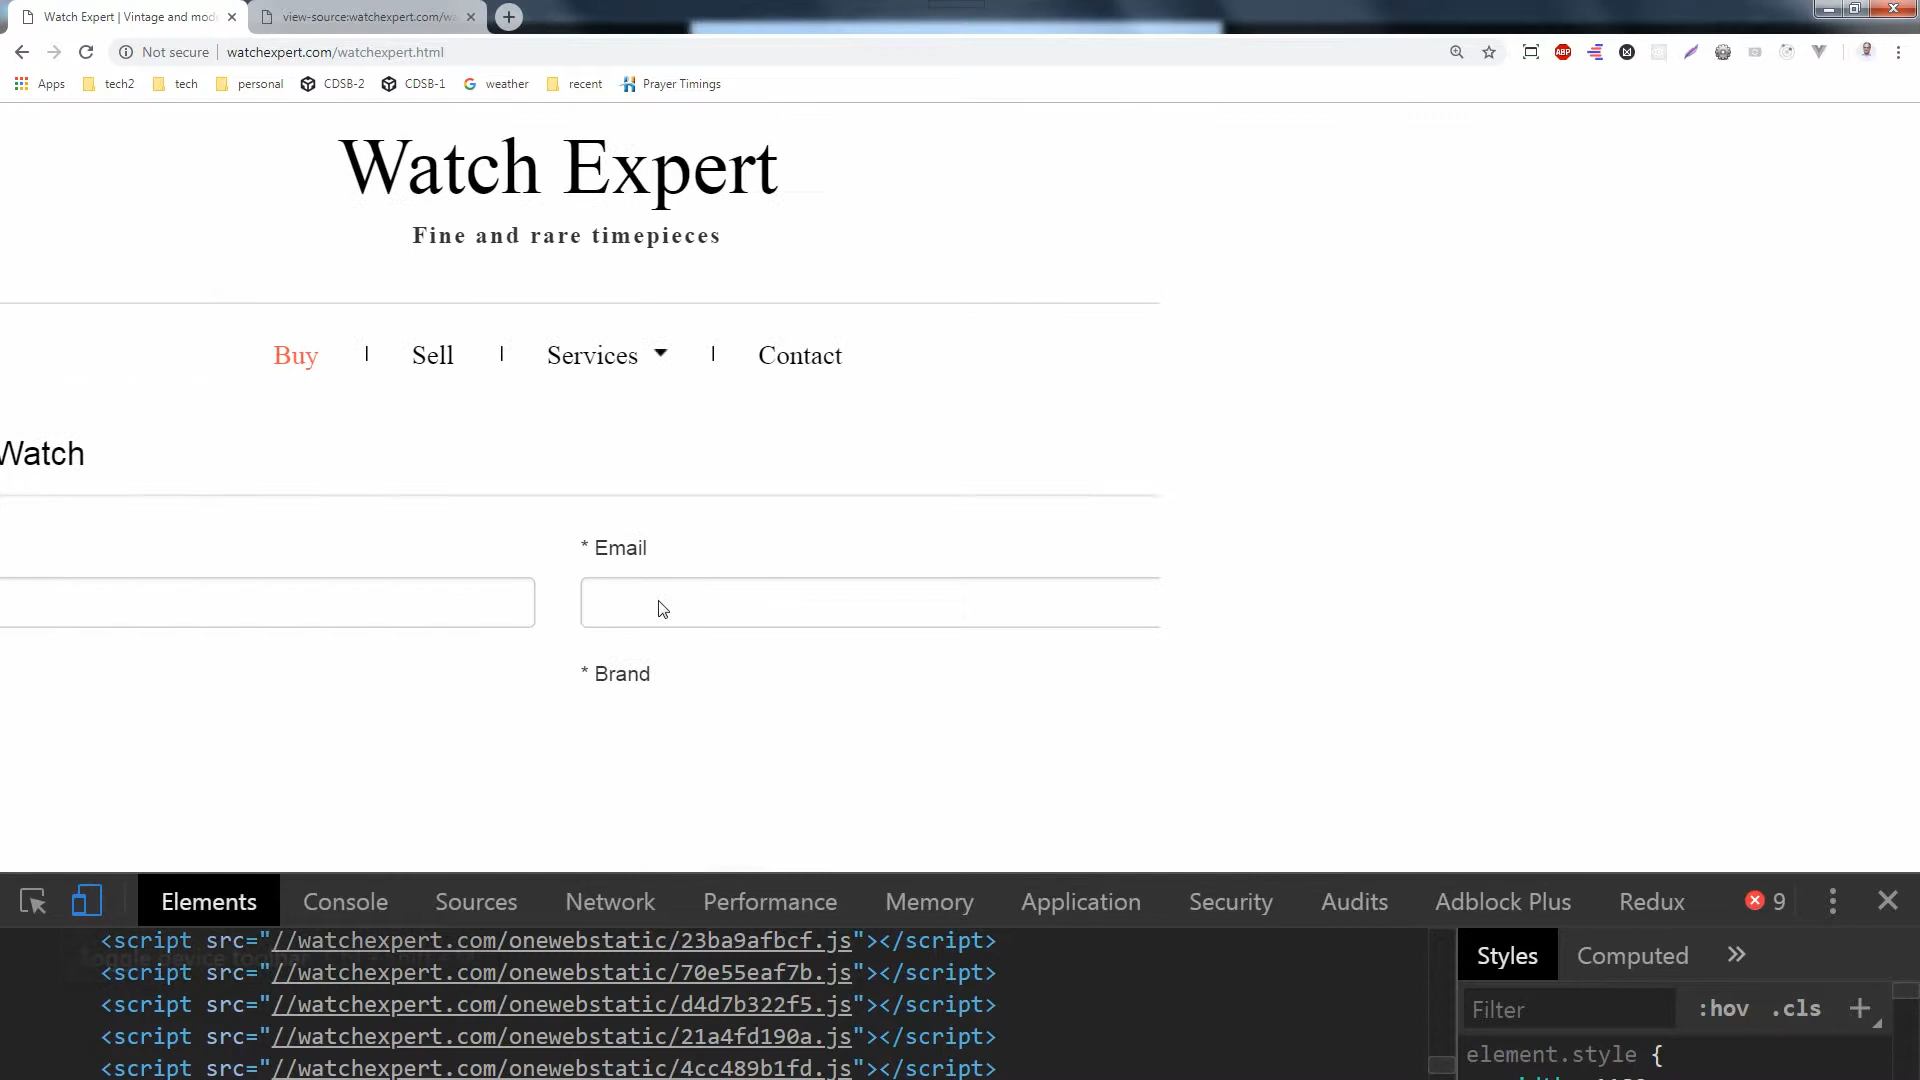 Watch Expert | Vintage and mod
view-source:watchexpert.com/wa
Not secure
watchexpert.com/watchexpert.html
ABP
Apps
tech2
tech
personal
CDSB-2
CDSB-1
weather
recent
Prayer Timings
Watch Expert
Fine and rare timepieces
Buy | Sell | Services | Contact
Watch
* Email
* Brand
Elements Console Sources Network Performance Memory Application Security Audits Adblock Plus Redux 9
<script src="//watchexpert.com/onewebstatic/23ba9afbcf.js"></script>
<script src="//watchexpert.com/onewebstatic/70e55eaf7b.js"></script>
<script src="//watchexpert.com/onewebstatic/d4d7b322f5.js"></script>
<script src="//watchexpert.com/onewebstatic/21a4fd190a.js"></script>
<script src="//watchexpert.com/onewebstatic/4cc489b1fd.js"></script>
Styles Computed »
Filter :hov .cls +
element.style {